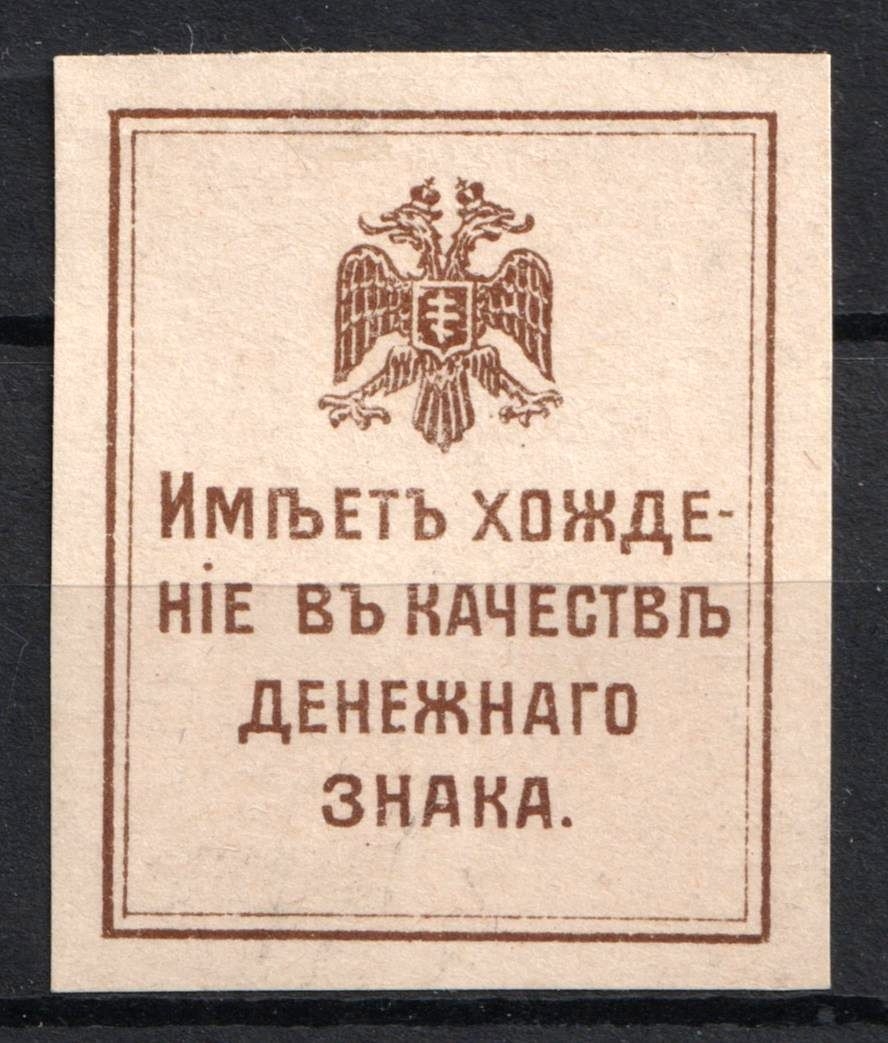 Имѣетъ хожде-
ніе въ качествѣ
денежнаго
знака.